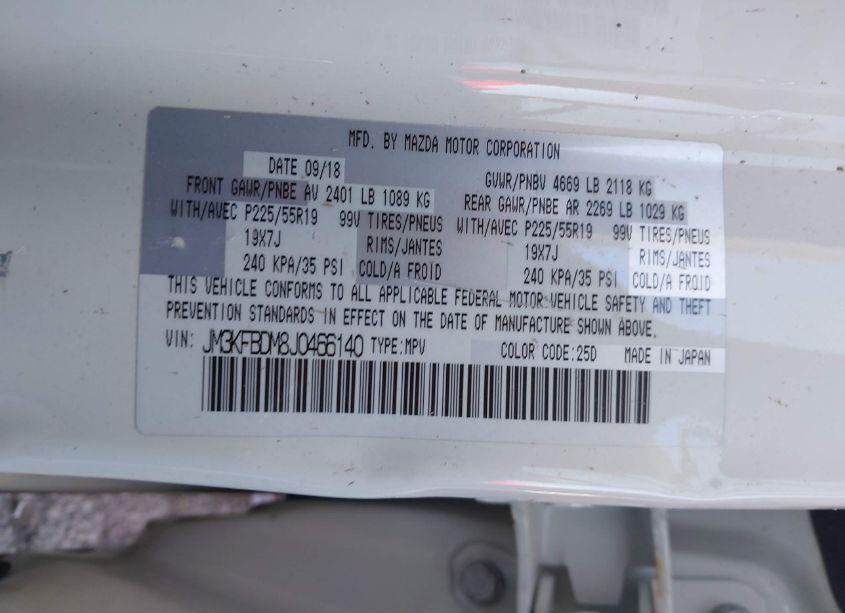 MFD. BY MAZDA MOTOR CORPORATION
DATE 09/18 GVWR/PNBV 4669 LB 2118 KG
FRONT GAWR/PNBE AV 2401 LB 1089 KG REAR GAWR/PNBE AR 2269 LB 1029 KG
WITH/AVEC P225/55R19 99V TIRES/PNEUS WITH/AVEC P225/55R19 99V TIRES/PNEUS
19X7J RIMS/JANTES 19X7J RIMS/JANTES
240 KPA/35 PSI COLD/A FROID 240 KPA/35 PSI COLD/A FROID
THIS VEHICLE CONFORMS TO ALL APPLICABLE FEDERAL MOTOR VEHICLE SAFETY AND THEFT
PREVENTION STANDARDS IN EFFECT ON THE DATE OF MANUFACTURE SHOWN ABOVE.
VIN: JM3KFBDM8J0466140 TYPE:MPV COLOR CODE:25D MADE IN JAPAN